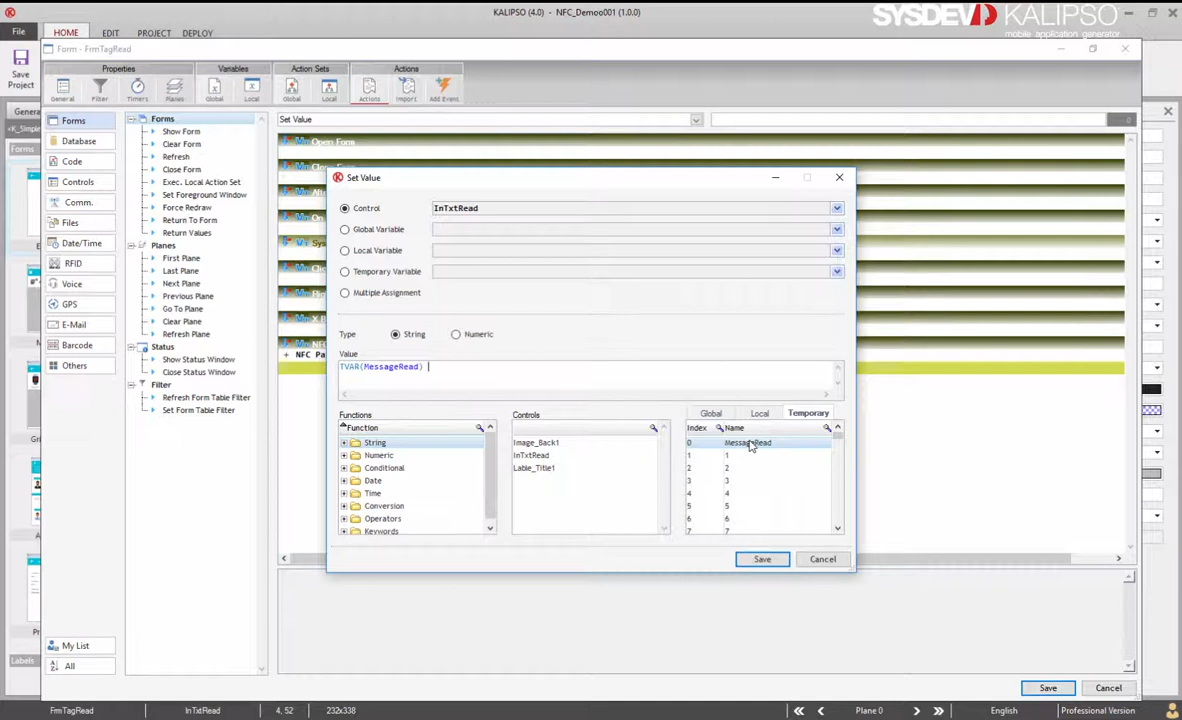 KALIPSO (4.0) - NFC_Demoo001 (1.0.0)
SYSDEV KALIPSO
mobile application generator
File
HOME
EDIT
PROJECT
DEPLOY
Save
Project
Form - FrmTagRead
Properties
Variables
Action Sets
Actions
General
Filter
Timers
Planes
Global
Local
Global
Local
Actions
Import
Add Event
Forms
Database
Code
Controls
Comm.
Files
Date/Time
RFID
Voice
GPS
E-Mail
Barcode
Others
My List
All
Forms
Show Form
Clear Form
Refresh
Close Form
Exec. Local Action Set
Set Foreground Window
Force Redraw
Return To Form
Return Values
Planes
First Plane
Last Plane
Next Plane
Previous Plane
Go To Plane
Clear Plane
Refresh Plane
Status
Show Status Window
Close Status Window
Filter
Refresh Form Table Filter
Set Form Table Filter
Set Value
0
Open Form
+ NFC Pa
Set Value
Control
InTxtRead
Global Variable
Local Variable
Temporary Variable
Multiple Assignment
Type
String
Numeric
Value
TVAR(MessageRead)
Functions
Function
String
Numeric
Conditional
Date
Time
Conversion
Operators
Keywords
Controls
Image_Back1
InTxtRead
Lable_Title1
Global
Local
Temporary
Index
Name
0 MessageRead
1 1
2 2
3 3
4 4
5 5
6 6
7 7
Save
Cancel
Save
Cancel
Forms
Labels
FrmTagRead
InTxtRead
4, 52
232x338
Plane 0
English
Professional Version